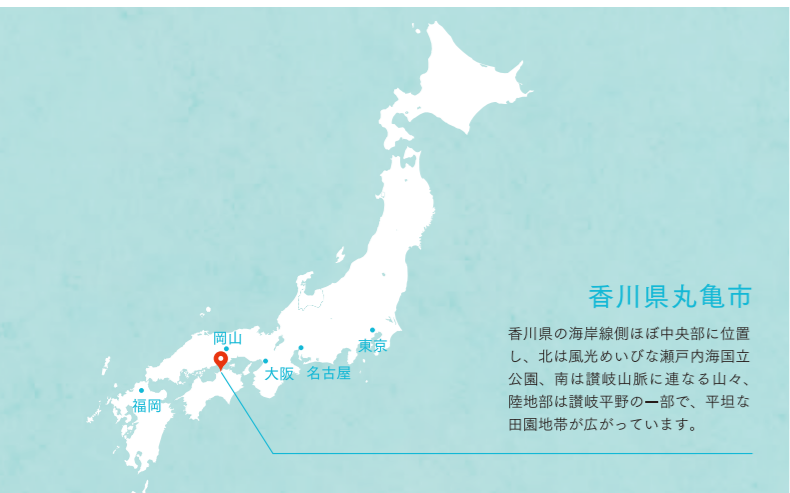 岡山
東京
大阪
名古屋
福岡
香川県丸亀市
香川県の海岸線側ほぼ中央部に位置
し、北は風光めいびな瀬戸内海国立
公園、南は讃岐山脈に連なる山々、
陸地部は讃岐平野の一部で、平坦な
田園地帯が広がっています。